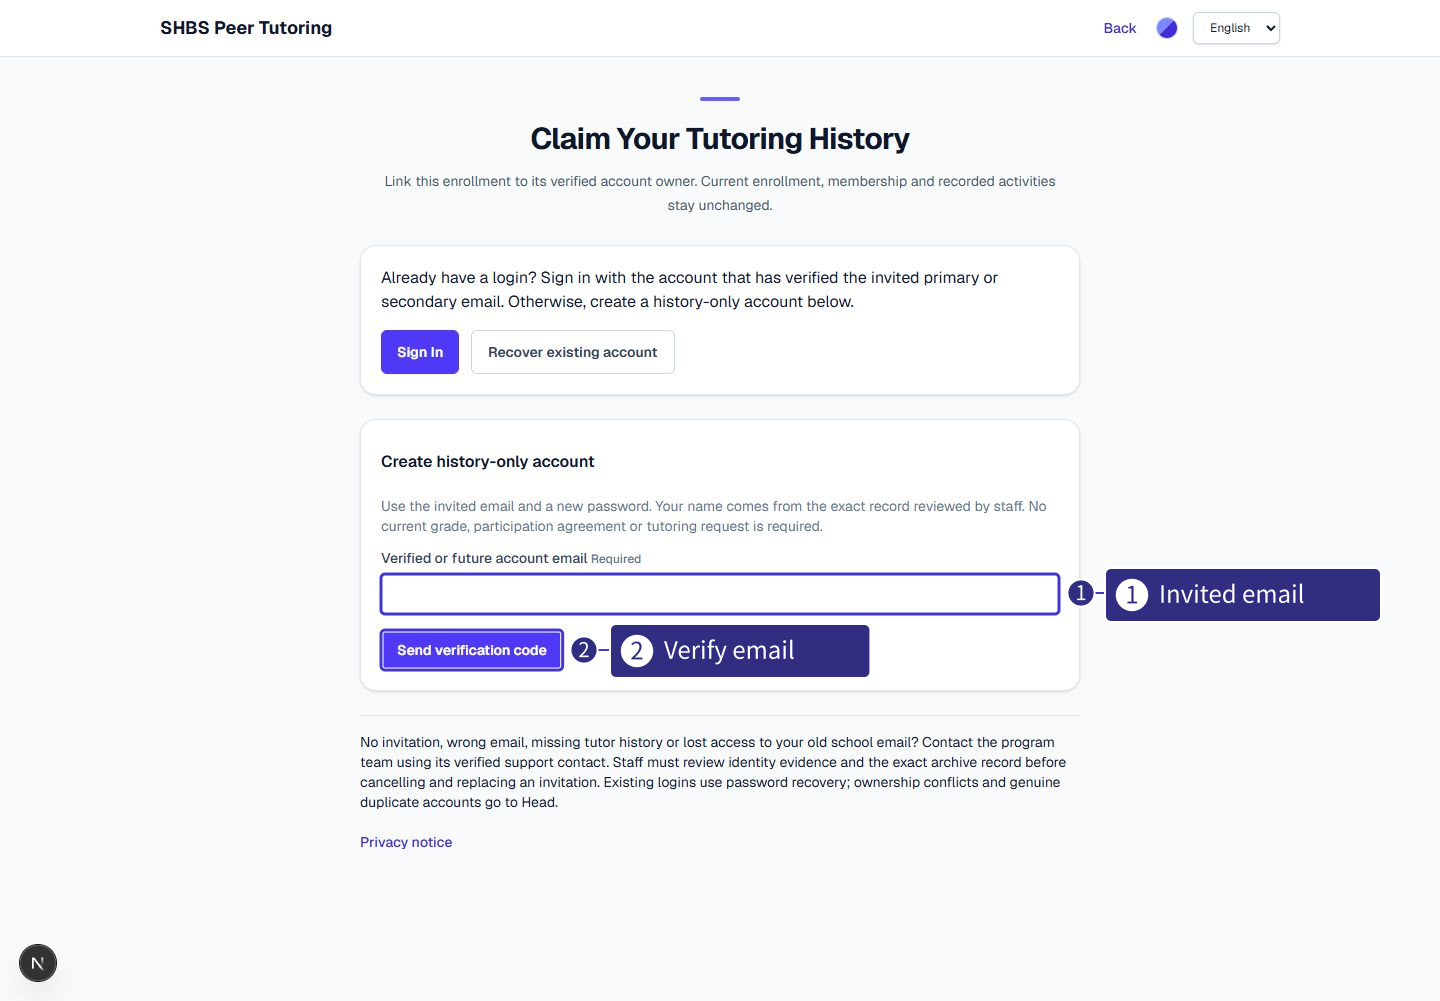 SHBS Peer Tutoring
Back
English
Claim Your Tutoring History
Link this enrollment to its verified account owner. Current enrollment, membership and recorded activities
stay unchanged.
Already have a login? Sign in with the account that has verified the invited primary or
secondary email. Otherwise, create a history-only account below.
Sign In
Recover existing account
Create history-only account
Use the invited email and a new password. Your name comes from the exact record reviewed by staff. No
current grade, participation agreement or tutoring request is required.
Verified or future account email Required
1
1 Invited email
Send verification code
2
2 Verify email
No invitation, wrong email, missing tutor history or lost access to your old school email? Contact the program
team using its verified support contact. Staff must review identity evidence and the exact archive record before
cancelling and replacing an invitation. Existing logins use password recovery; ownership conflicts and genuine
duplicate accounts go to Head.
Privacy notice
N